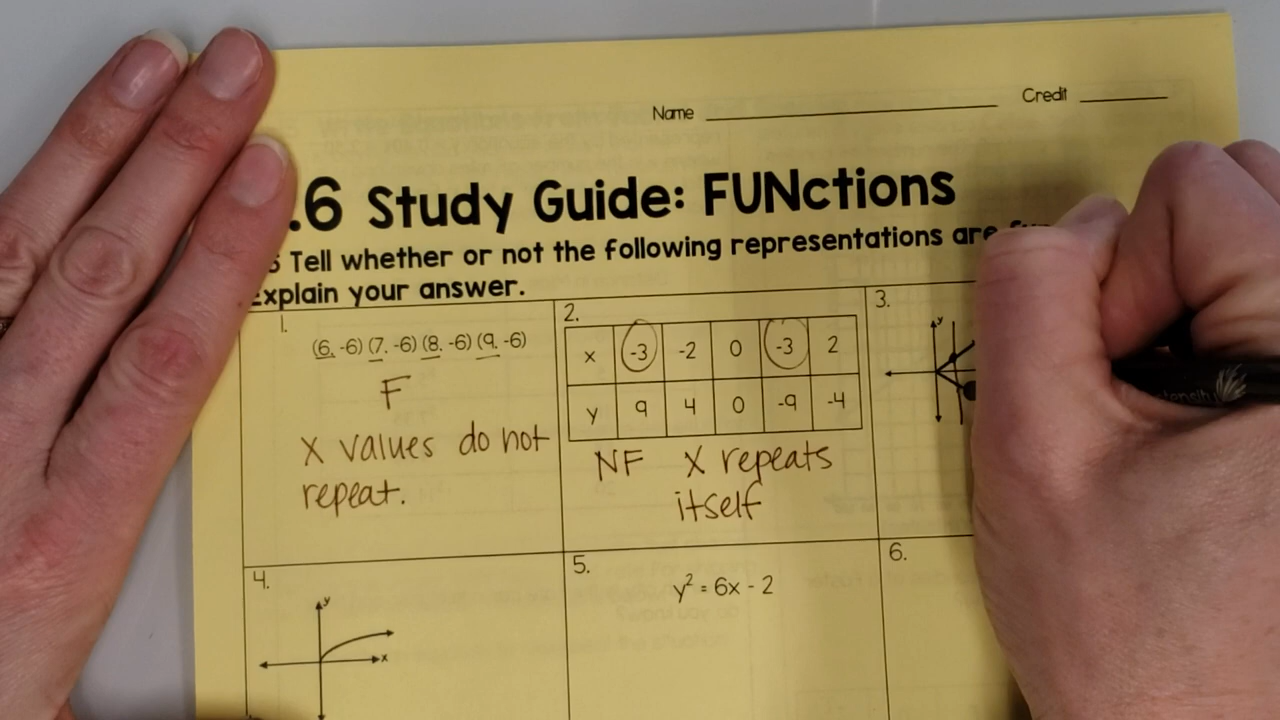 Name Credit
.6 Study Guide: FUNctions
Tell whether or not the following representations are
Explain your answer.
1.
(6, -6) (7, -6) (8, -6) (9, -6)
F
X values do not
repeat.
2.
x -3 -2 0 -3 2
y 9 4 0 -9 -4
NF X repeats
itself
3.
y
4.
y
x
5.
y² = 6x - 2
6.